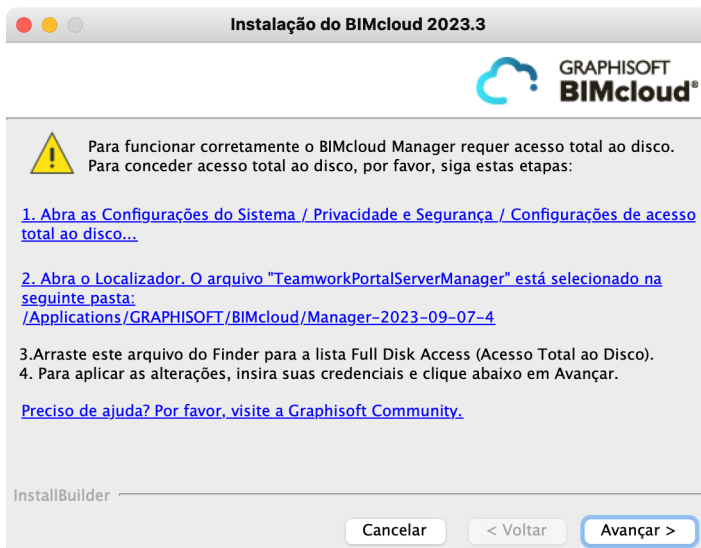 Instalação do BIMcloud 2023.3
GRAPHISOFT
BIMcloud®
Para funcionar corretamente o BIMcloud Manager requer acesso total ao disco.
Para conceder acesso total ao disco, por favor, siga estas etapas:
1. Abra as Configurações do Sistema / Privacidade e Segurança / Configurações de acesso
total ao disco...
2. Abra o Localizador. O arquivo "TeamworkPortalServerManager" está selecionado na
seguinte pasta:
/Applications/GRAPHISOFT/BIMcloud/Manager-2023-09-07-4
3.Arraste este arquivo do Finder para a lista Full Disk Access (Acesso Total ao Disco).
4. Para aplicar as alterações, insira suas credenciais e clique abaixo em Avançar.
Preciso de ajuda? Por favor, visite a Graphisoft Community.
InstallBuilder
Cancelar
< Voltar
Avançar >